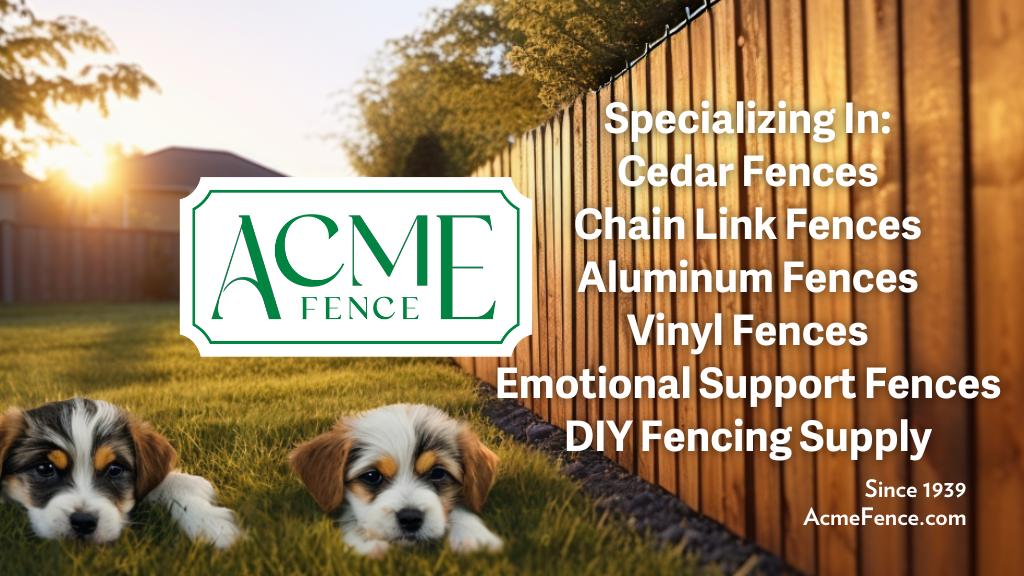 ACME
FENCE
Specializing In:
Cedar Fences
Chain Link Fences
Aluminum Fences
Vinyl Fences
Emotional Support Fences
DIY Fencing Supply
Since 1939
AcmeFence.com